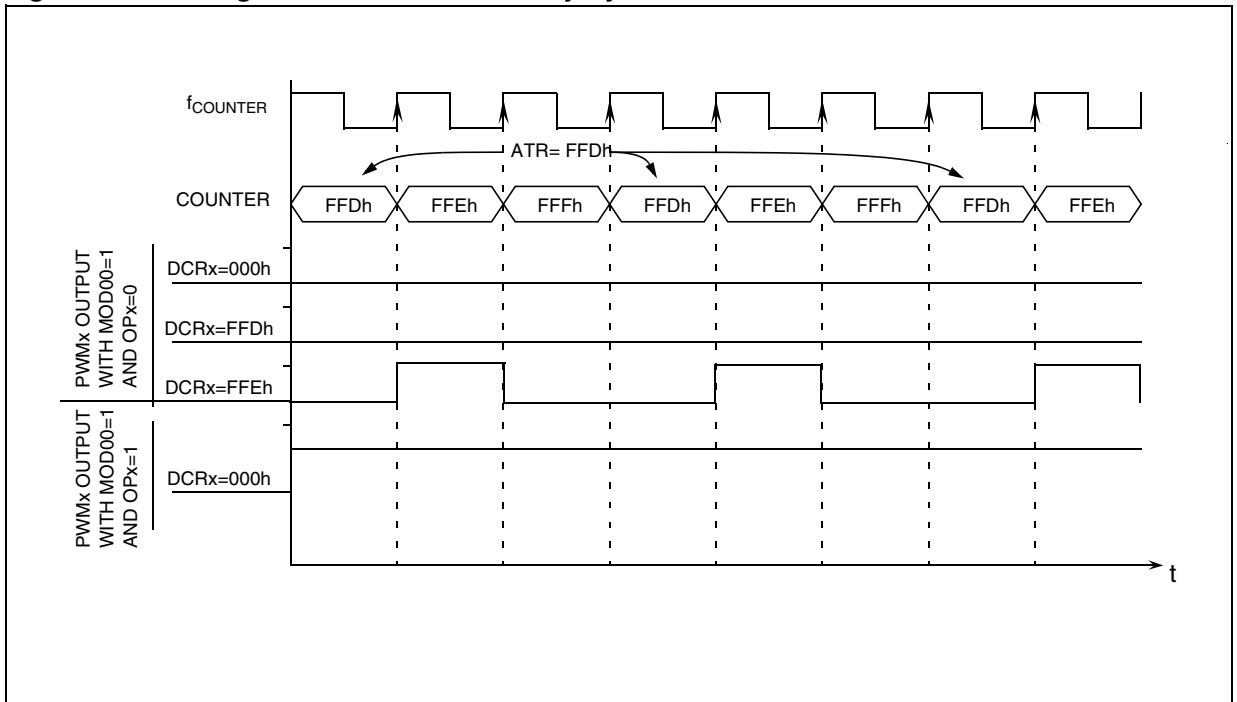 fCOUNTER
ATR= FFDh
COUNTER
FFDh
FFEh
FFFh
FFDh
FFEh
FFFh
FFDh
FFEh
PWMx OUTPUT
WITH MOD00=1
AND OPx=0
DCRx=000h
DCRx=FFDh
DCRx=FFEh
PWMx OUTPUT
WITH MOD00=1
AND OPx=1
DCRx=000h
t